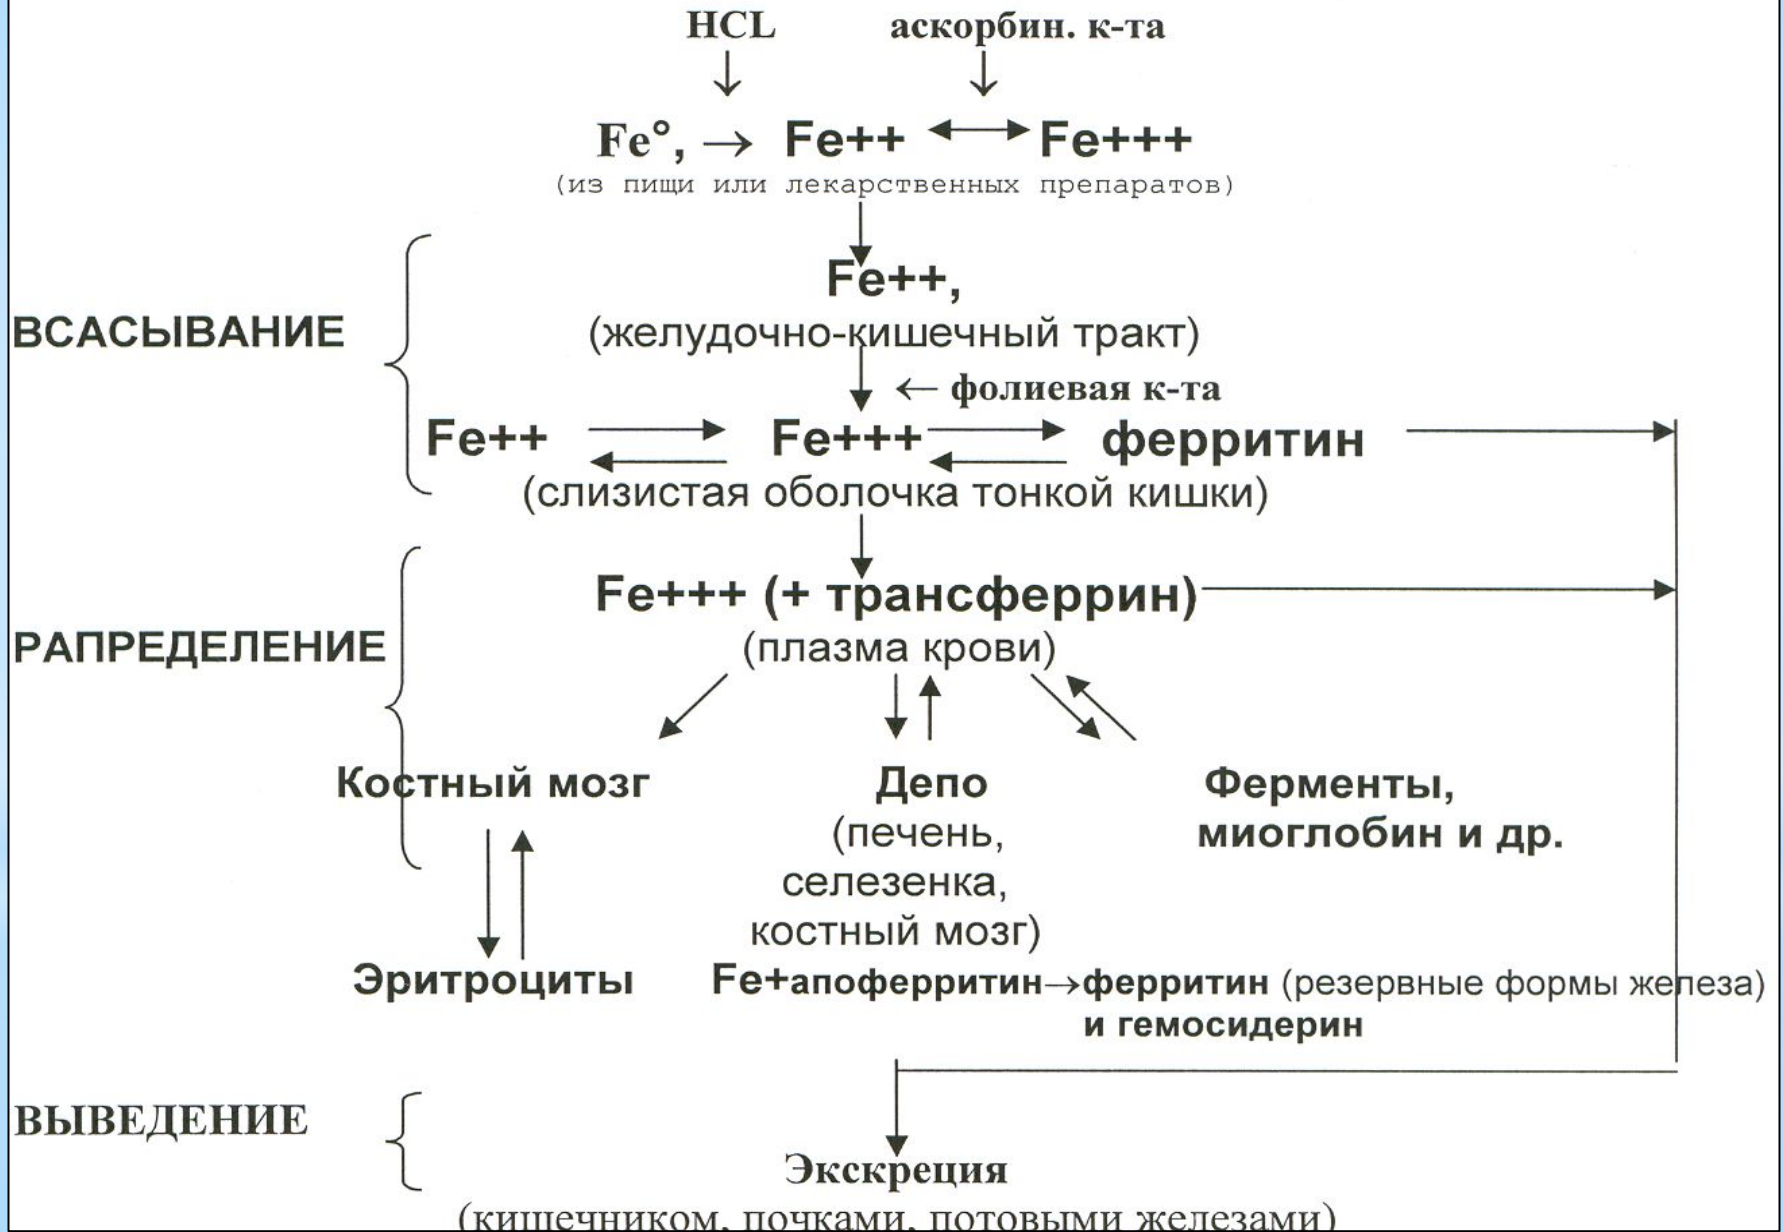 HCL аскорбин. к-та
↓ ↓
Fe°, → Fe++ ↔ Fe+++
(из пищи или лекарственных препаратов)
Fe++,
ВСАСЫВАНИЕ (желудочно-кишечный тракт)
← фолиевая к-та
Fe++ Fe+++ ферритин
(слизистая оболочка тонкой кишки)
Fe+++ (+ трансферрин)
РАПРЕДЕЛЕНИЕ (плазма крови)
Костный мозг Депо Ферменты,
(печень, миоглобин и др.
селезенка,
костный мозг)
Эритроциты Fe+апоферритин→ферритин (резервные формы железа)
и гемосидерин
ВЫВЕДЕНИЕ
Экскреция
(кишечником, почками, потовыми железами)